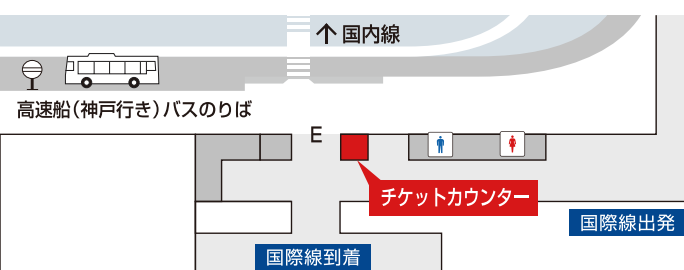 ↑国内線
高速船(神戸行き)バスのりば
E
チケットカウンター
国際線出発
国際線到着